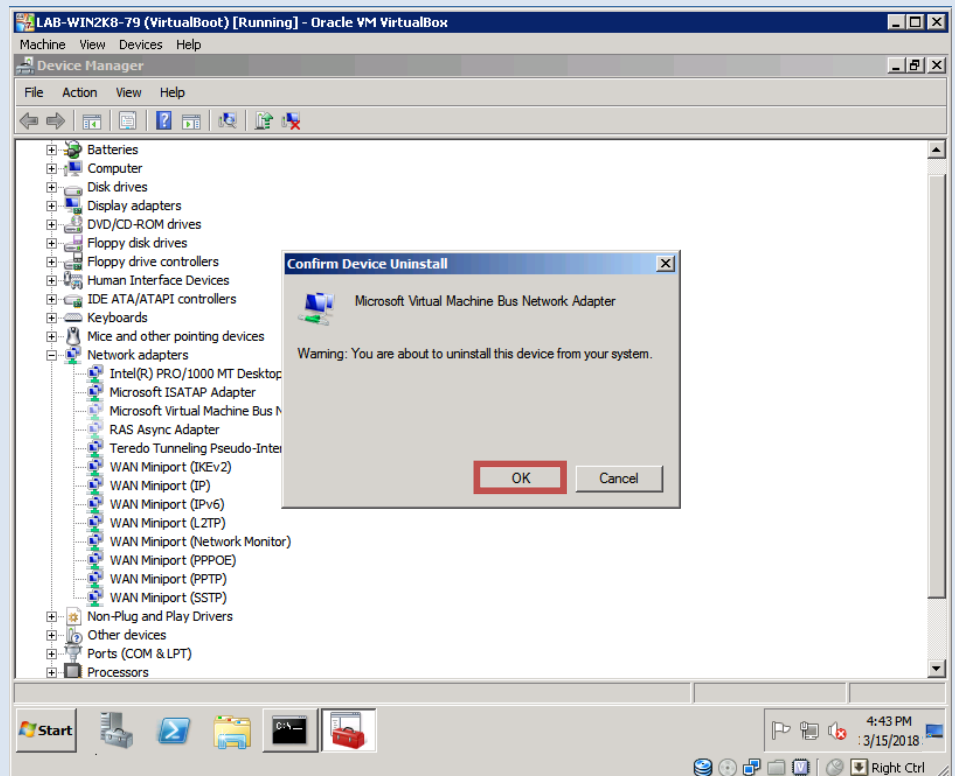 LAB-WIN2K8-79 (VirtualBoot) [Running] - Oracle VM VirtualBox
Machine View Devices Help
Device Manager
File Action View Help
Batteries
Computer
Disk drives
Display adapters
DVD/CD-ROM drives
Floppy disk drives
Floppy drive controllers
Human Interface Devices
IDE ATA/ATAPI controllers
Keyboards
Mice and other pointing devices
Network adapters
Intel(R) PRO/1000 MT Desktop
Microsoft ISATAP Adapter
Microsoft Virtual Machine Bus N
RAS Async Adapter
Teredo Tunneling Pseudo-Inter
WAN Miniport (IKEv2)
WAN Miniport (IP)
WAN Miniport (IPv6)
WAN Miniport (L2TP)
WAN Miniport (Network Monitor)
WAN Miniport (PPPOE)
WAN Miniport (PPTP)
WAN Miniport (SSTP)
Non-Plug and Play Drivers
Other devices
Ports (COM & LPT)
Processors
Confirm Device Uninstall
Microsoft Virtual Machine Bus Network Adapter
Warning: You are about to uninstall this device from your system.
OK Cancel
Start
C:\_
4:43 PM
3/15/2018
Right Ctrl